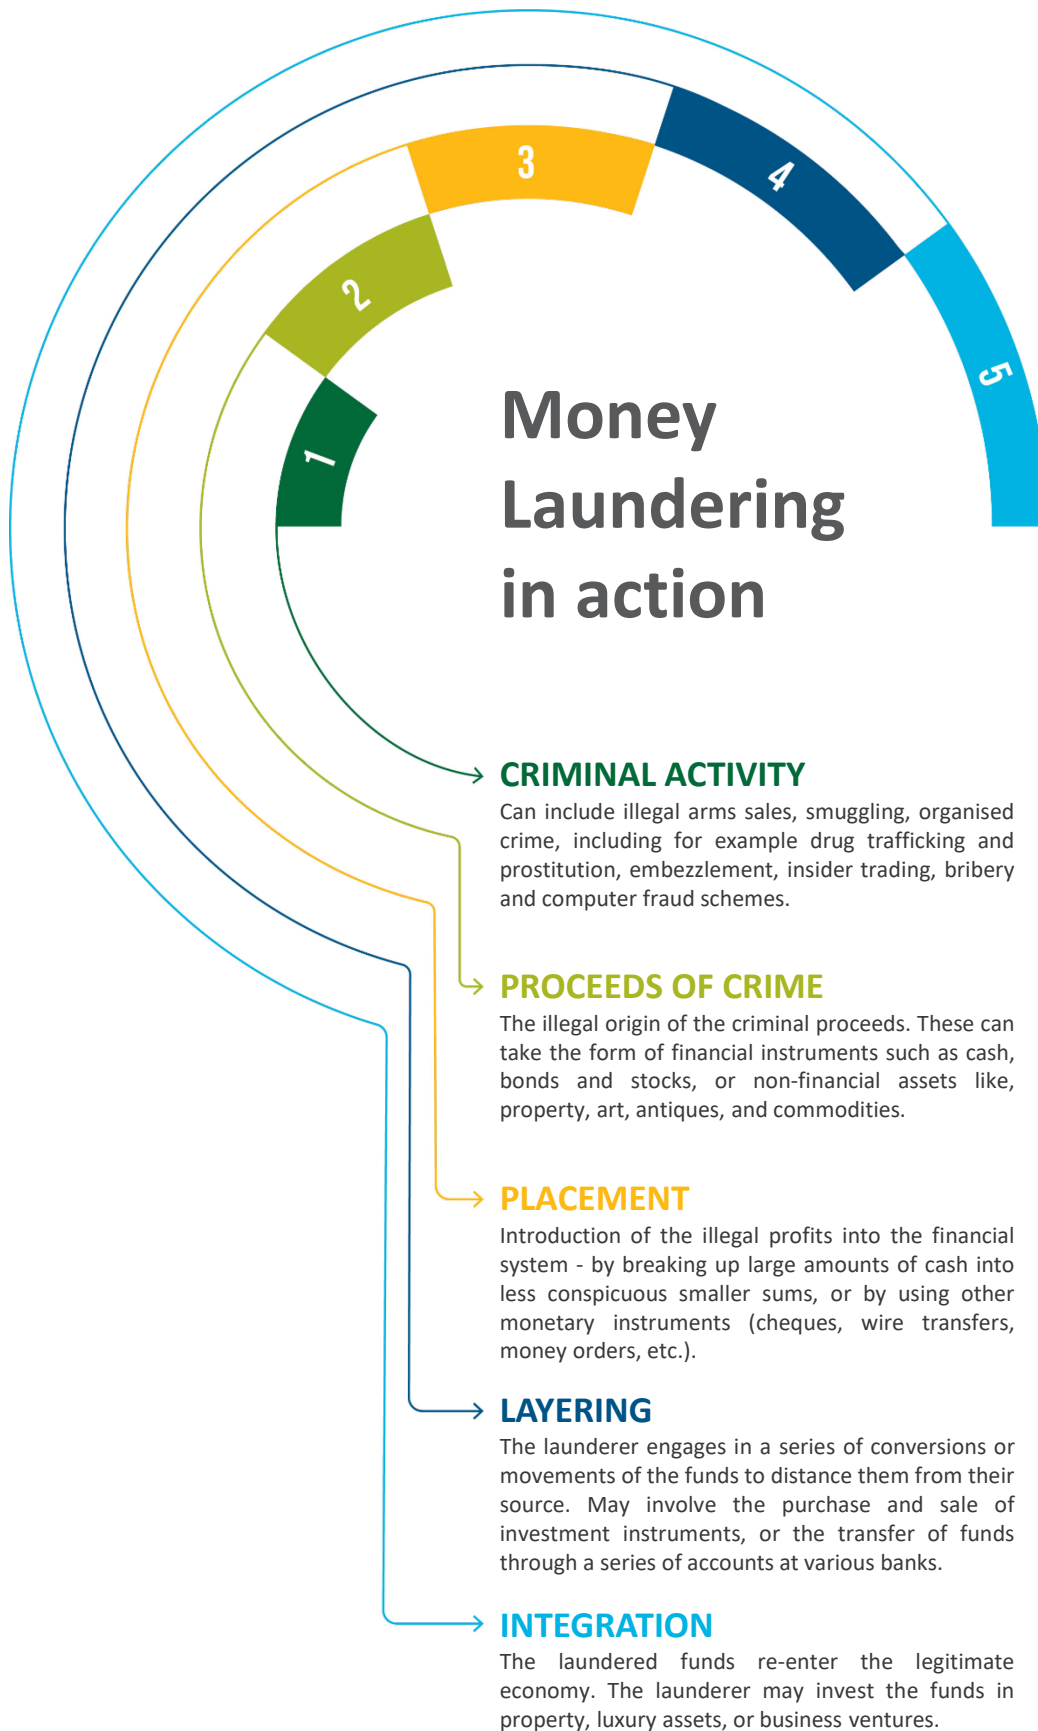 1
2
3
4
5
Money
Laundering
in action
CRIMINAL ACTIVITY
Can include illegal arms sales, smuggling, organised
crime, including for example drug trafficking and
prostitution, embezzlement, insider trading, bribery
and computer fraud schemes.
PROCEEDS OF CRIME
The illegal origin of the criminal proceeds. These can
take the form of financial instruments such as cash,
bonds and stocks, or non-financial assets like,
property, art, antiques, and commodities.
PLACEMENT
Introduction of the illegal profits into the financial
system - by breaking up large amounts of cash into
less conspicuous smaller sums, or by using other
monetary instruments (cheques, wire transfers,
money orders, etc.).
LAYERING
The launderer engages in a series of conversions or
movements of the funds to distance them from their
source. May involve the purchase and sale of
investment instruments, or the transfer of funds
through a series of accounts at various banks.
INTEGRATION
The laundered funds re-enter the legitimate
economy. The launderer may invest the funds in
property, luxury assets, or business ventures.